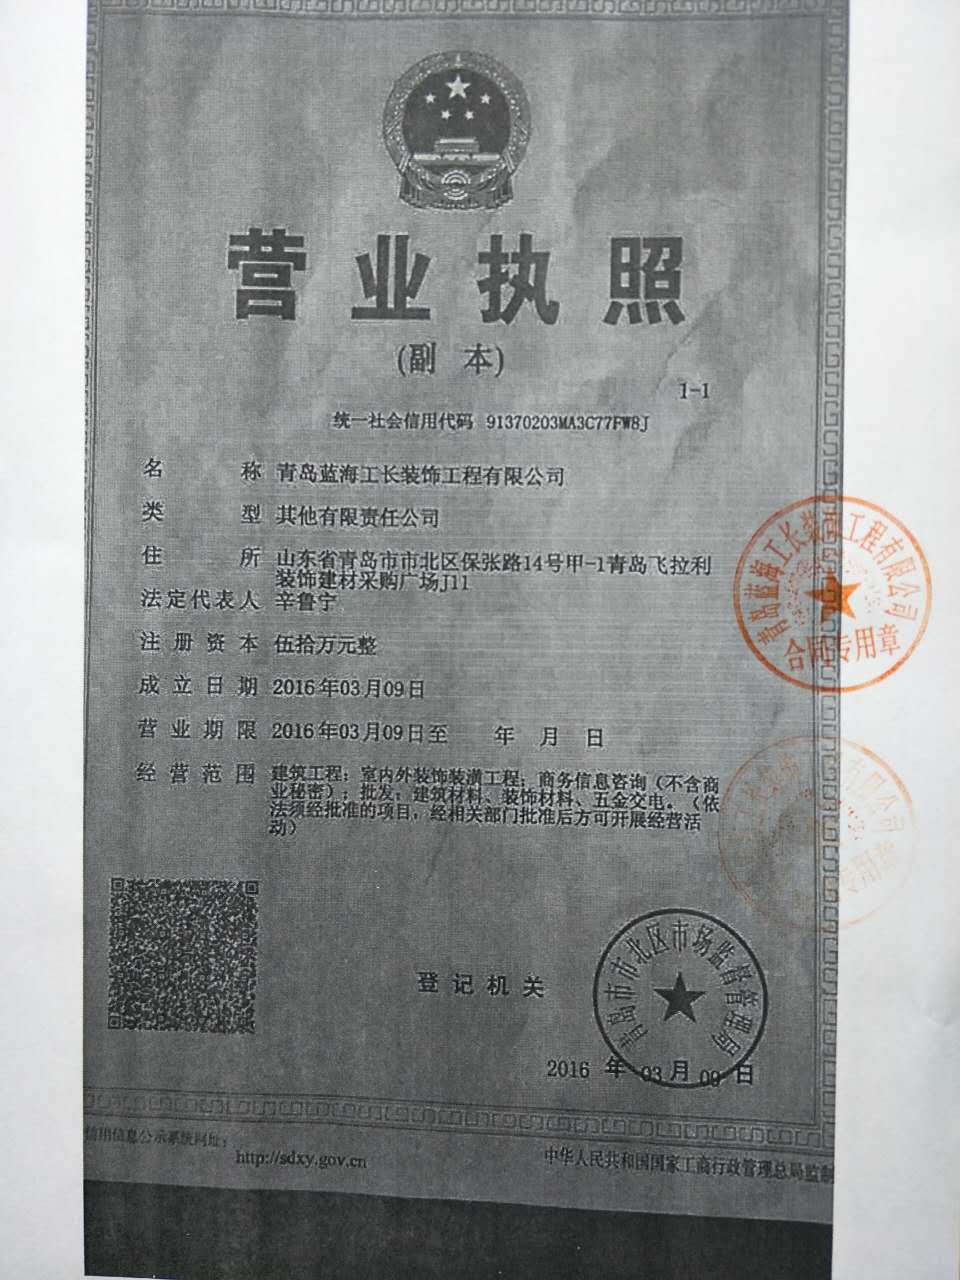 营业执照
(副 本)
1-1
统一社会信用代码 91370203MA3C77FW8J
名称 青岛蓝海工长装饰工程有限公司
类型 其他有限责任公司
住所 山东省青岛市市北区保张路14号甲-1青岛飞拉利
装饰建材采购广场J11
法定代表人 辛鲁宁
注册资本 伍拾万元整
成立日期 2016年03月09日
营业期限 2016年03月09日至 年 月 日
经营范围 建筑工程；室内外装饰装潢工程；商务信息咨询（不含商
业秘密）；批发：建筑材料、装饰材料、五金交电。（依
法须经批准的项目，经相关部门批准后方可开展经营活
动）
青岛蓝海工长装饰工程有限公司
合同专用章
专用章
登记机关
青岛市市北区市场监督管理局
2016 年 03 月 09 日
信用信息公示系统网址：
http://sdxy.gov.cn
中华人民共和国国家工商行政管理总局监制